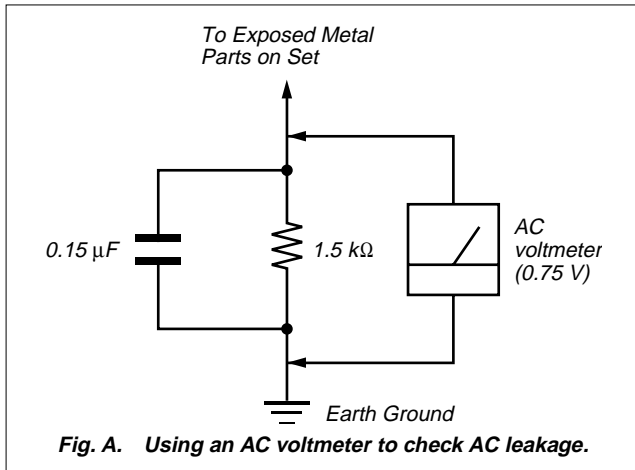 To Exposed Metal
Parts on Set
0.15 μF
1.5 kΩ
AC
voltmeter
(0.75 V)
Earth Ground
Fig. A. Using an AC voltmeter to check AC leakage.